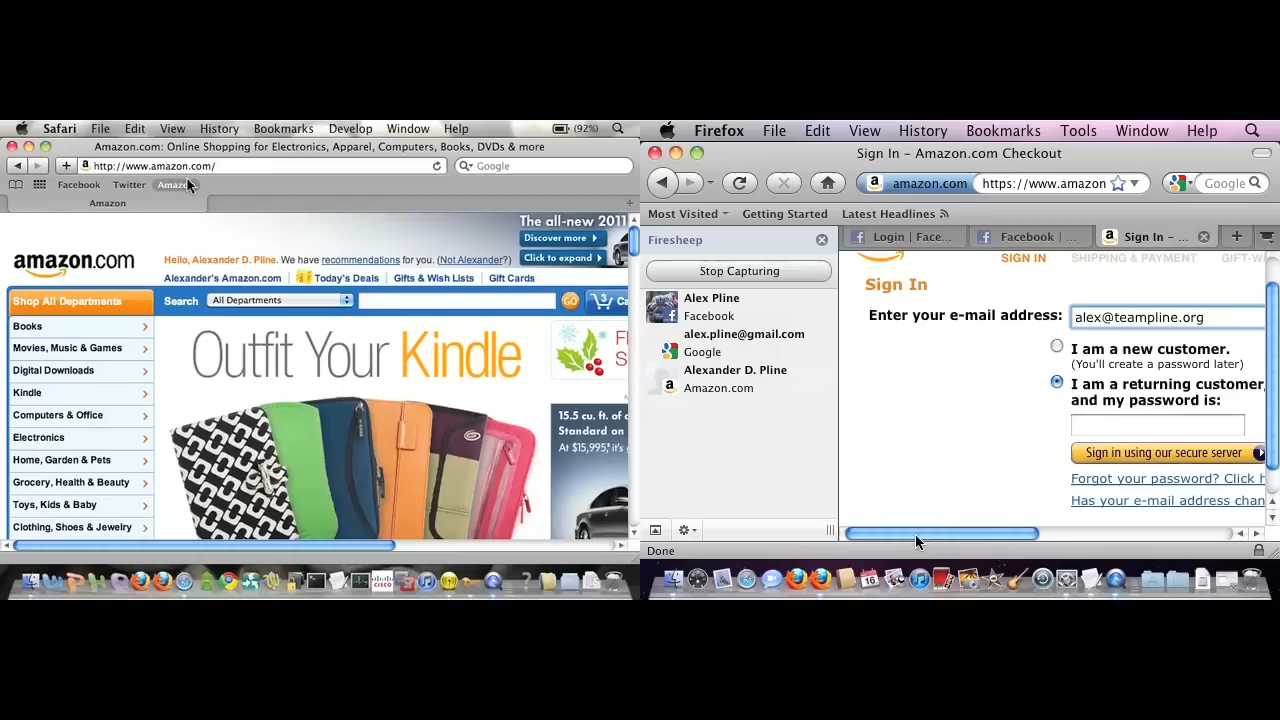 Safari File Edit View History Bookmarks Develop Window Help (92%)
Amazon.com: Online Shopping for Electronics, Apparel, Computers, Books, DVDs & more
http://www.amazon.com/
Google
Facebook Twitter Amazo
Amazon
The all-new 2011
Discover more
Click to expand
amazon.com
Hello, Alexander D. Pline. We have recommendations for you. (Not Alexander?)
Alexander's Amazon.com Today's Deals Gifts & Wish Lists Gift Cards
Shop All Departments
Search All Departments GO 3 Ca
Books
Movies, Music & Games
Digital Downloads
Kindle
Computers & Office
Electronics
Home, Garden & Pets
Grocery, Health & Beauty
Toys, Kids & Baby
Clothing, Shoes & Jewelry
Outfit Your Kindle
15.5 cu. ft. of c
Standard on
At $15,995, it's
CISCO
Firefox File Edit View History Bookmarks Tools Window Help
Sign In – Amazon.com Checkout
amazon.com https://www.amazon
Google
Most Visited Getting Started Latest Headlines
Firesheep
Login | Face... Facebook | ... Sign In – ...
Stop Capturing
Alex Pline
Facebook
alex.pline@gmail.com
Google
Alexander D. Pline
Amazon.com
SIGN IN SHIPPING & PAYMENT GIFT-W
Sign In
Enter your e-mail address: alex@teampline.org
I am a new customer.
(You'll create a password later)
I am a returning customer,
and my password is:
Sign in using our secure server
Forgot your password? Click h
Has your e-mail address chan
Done
16